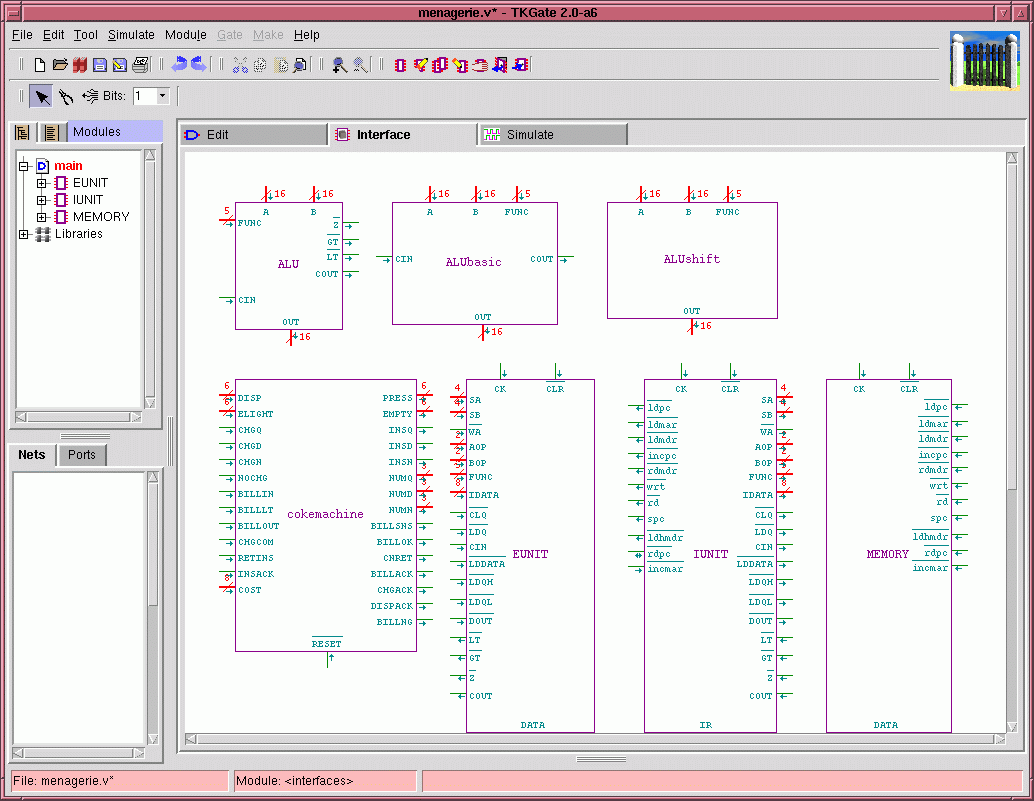 menagerie.v* - TKGate 2.0-a6
File Edit Tool Simulate Module Gate Make Help
Bits: 1
Modules
main
EUNIT
IUNIT
MEMORY
Libraries
Nets Ports
Edit Interface Simulate
16 16
A B
5
FUNC
Z
GT
LT
COUT
ALU
CIN
OUT
16
16 16 5
A B FUNC
CIN ALUbasic COUT
OUT
16
16 16 5
A B FUNC
ALUshift
OUT
16
6 6
DISP PRESS
6 6
ELIGHT EMPTY
CHGQ INSQ
CHGD INSD
CHGN INSN
3
NOCHG NUMQ
3
BILLIN NUMD
3
BILLLT NUMN
cokemachine
BILLOUT BILLSNS
CHGCOM BILLOK
RETINS CNRET
INSACK BILLACK
8
COST CHGACK
DISPACK
BILLNG
RESET
CK CLR
4
SA
4
SB
WA
2
AOP
2
BOP
5
FUNC
8
IDATA
CLQ
LDQ
CIN
EUNIT
LDDATA
LDQH
LDQL
DOUT
LT
GT
Z
COUT
DATA
CK CLR
4
ldpc SA
4
ldmar SB
ldmdr WA
2
incpc AOP
2
rdmdr BOP
5
wrt FUNC
8
rd IDATA
spc CLQ
ldhmdr LDQ
rdpc CIN
IUNIT
incmar LDDATA
LDQH
LDQL
DOUT
LT
GT
Z
COUT
IR
CK CLR
ldpc
ldmar
ldmdr
incpc
rdmdr
wrt
rd
spc
ldhmdr
MEMORY rdpc
incmar
DATA
File: menagerie.v* Module: <interfaces>